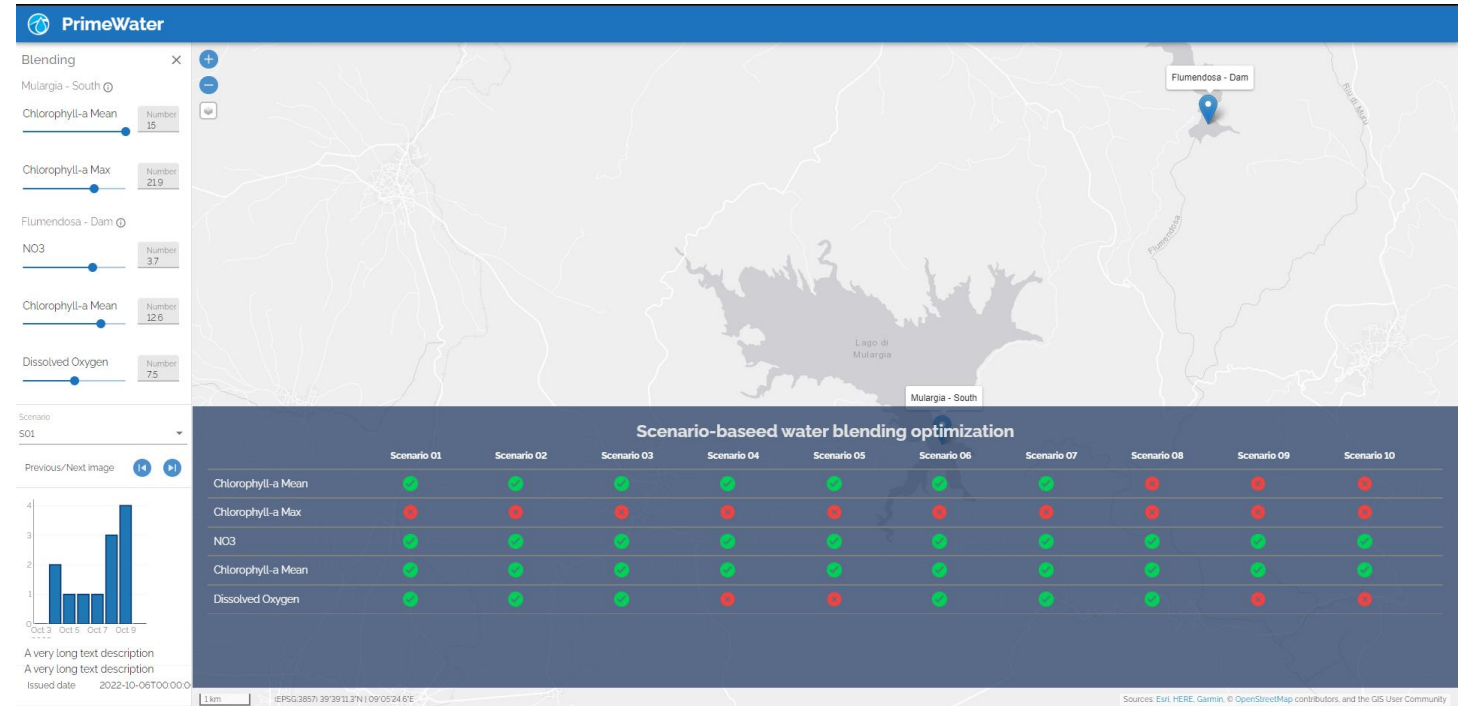 PrimeWater
Blending
Mulargia - South
Chlorophyll-a Mean
Number
15
Chlorophyll-a Max
Number
21.9
Flumendosa - Dam
NO3
Number
3.7
Chlorophyll-a Mean
Number
12.6
Dissolved Oxygen
Number
7.5
Scenario
S01
Previous/Next image
4
3
2
1
0
Oct 3 Oct 5 Oct 7 Oct 9
A very long text description
A very long text description
Issued date 2022-10-06T00:00:0
Flumendosa - Dam
Riu di Muru
Flumendosa
Lago di
Mulargia
Mulargia - South
Scenario-baseed water blending optimization
Scenario 01 Scenario 02 Scenario 03 Scenario 04 Scenario 05 Scenario 06 Scenario 07 Scenario 08 Scenario 09 Scenario 10
Chlorophyll-a Mean
Chlorophyll-a Max
NO3
Chlorophyll-a Mean
Dissolved Oxygen
1 km
(EPSG:3857) 39°39'11.3"N | 09°05'24.6"E
Sources: Esri, HERE, Garmin, © OpenStreetMap contributors, and the GIS User Community